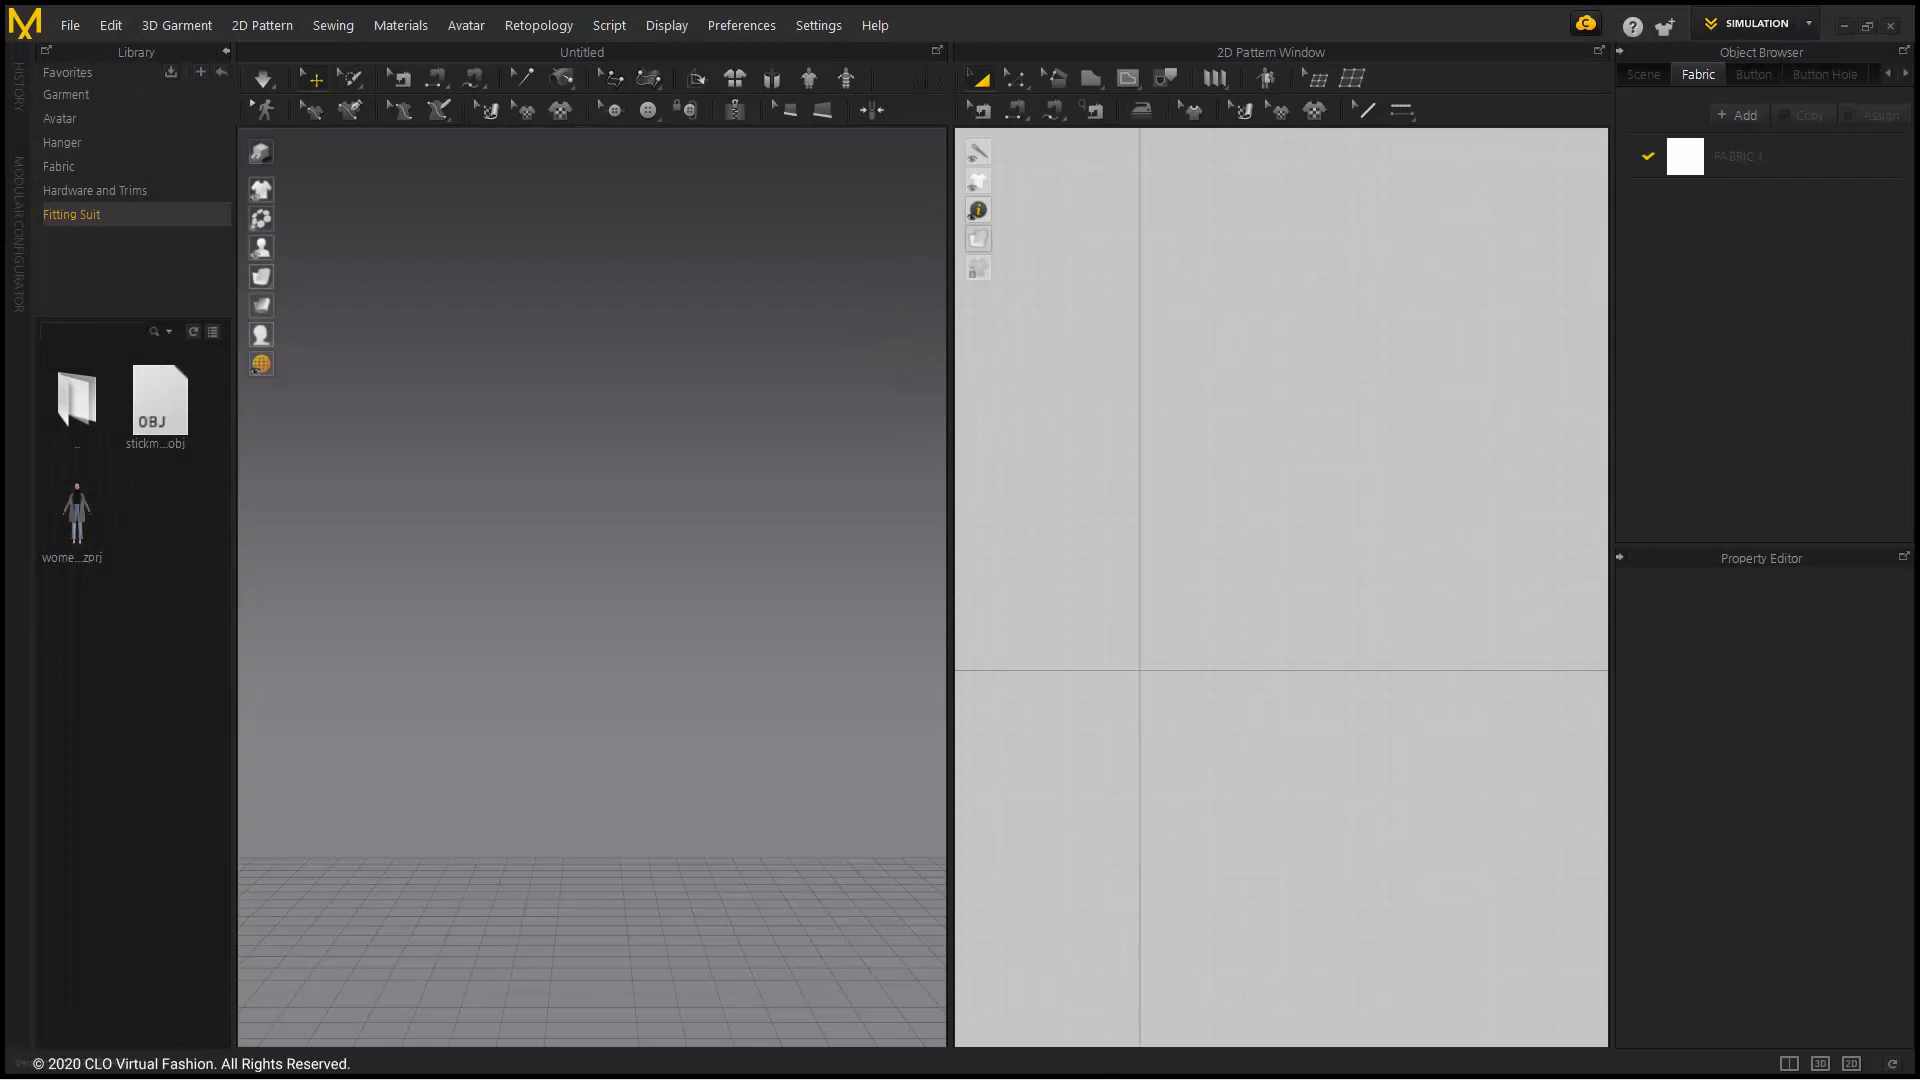 File Edit 3D Garment 2D Pattern Sewing Materials Avatar Retopology Script Display Preferences Settings Help
SIMULATION
Library
Untitled
2D Pattern Window
Object Browser
HISTORY
MODULAR CONFIGURATOR
Favorites
Garment
Avatar
Hanger
Fabric
Hardware and Trims
Fitting Suit
..
OBJ
stickm...obj
wome...zprj
Scene Fabric Button Button Hole
+ Add Copy Assign
FABRIC 1
Property Editor
© 2020 CLO Virtual Fashion. All Rights Reserved.
3D 2D